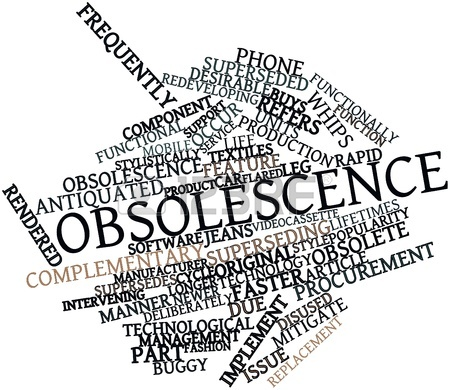 FREQUENTLY
PHONE
SUPERSEDED
DESIRABLE
REDEVELOPING
BUYS
FUNCTIONALLY
WHIPS
FUNCTION
REFERS
COMPONENT
SUPPORT
OCCUR
UNITS
FUNCTIONAL
MOBILE
SERVICE
PRODUCTION
LIFE
STYLISTICALLY
TEXTILES
RAPID
OBSOLESCENCE
FEATURE
ANTIQUATED
PRODUCT
CAR
FLARED
LEG
RENDERED
OBSOLESCENCE
SOFTWARE
JEANS
VIDEOCASSETTE
LIFETIMES
COMPLEMENTARY
SUPERSEDING
STYLE
POPULARITY
MANUFACTURER
CYCLE
ORIGINAL
OBSOLETE
SUPERSEDES
LONGER
TECHNOLOGY
INTERVENING
MANNER
NEWER
FASTER
ARTICLE
PROCUREMENT
DELIBERATELY
DUE
TECHNOLOGICAL
MANAGEMENT
IMPLEMENT
DISUSED
MITIGATE
PART
FASHION
ISSUE
REPLACEMENT
BUGGY
123RF